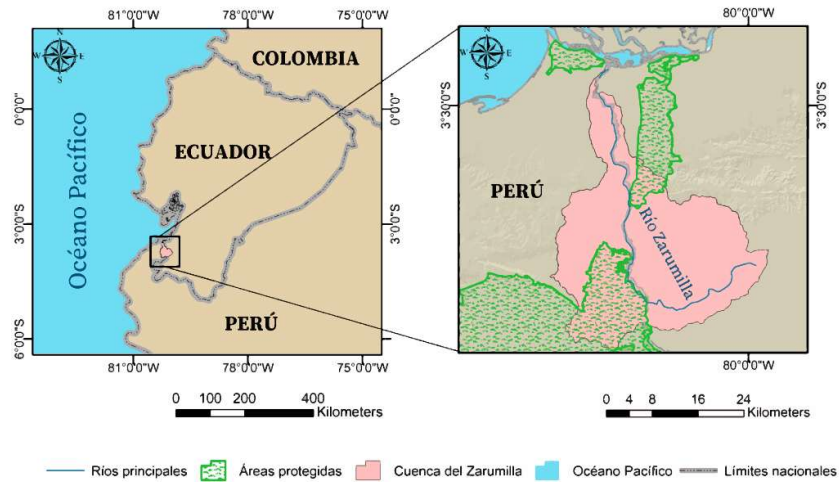 81°0'0"W 78°0'0"W 75°0'0"W
N
W E
S
COLOMBIA
0°0'0"
0°0'0"
ECUADOR
Océano Pacífico
3°0'0"S
3°0'0"S
PERÚ
6°0'0"S
6°0'0"S
81°0'0"W 78°0'0"W 75°0'0"W
0 100 200 400
Kilometers
80°0'0"W
N
W E
S
3°30'0"S
3°30'0"S
PERÚ
Río Zarumilla
80°0'0"W
0 4 8 16 24
Kilometers
Ríos principales Áreas protegidas Cuenca del Zarumilla Océano Pacífico Límites nacionales